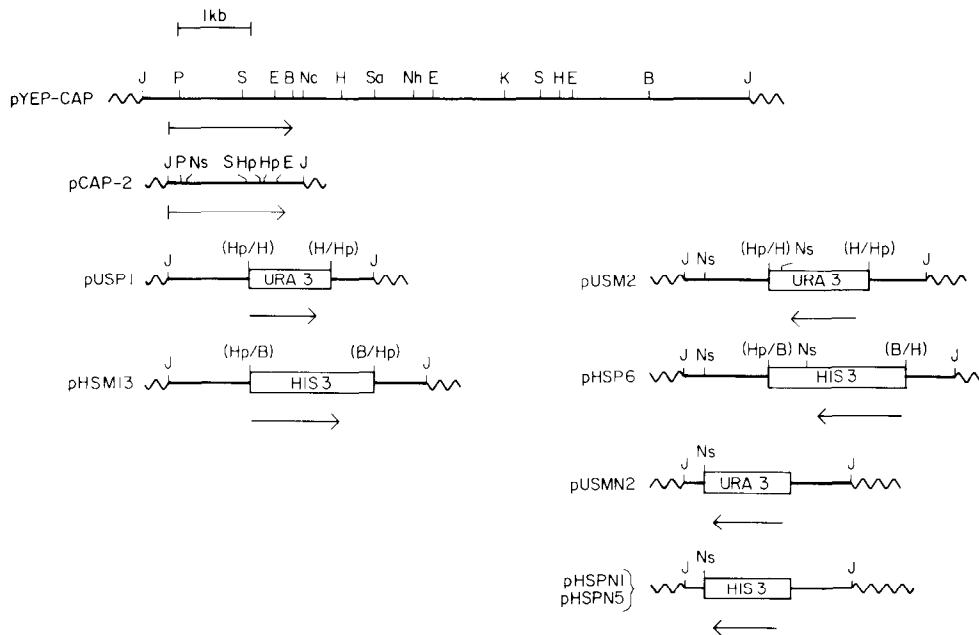 1kb
J P S E B Nc H Sa Nh E K S H E B J
pYEP-CAP
J P Ns S Hp Hp E J
pCAP-2
J (Hp/H) (H/Hp) J
pUSP1 URA 3
J (Hp/B) (B/Hp) J
pHSM13 HIS 3
J Ns (Hp/H) Ns (H/Hp) J
pUSM2 URA 3
J Ns (Hp/B) Ns (B/H) J
pHSP6 HIS 3
J Ns J
pUSMN2 URA 3
J Ns J
pHSPN1
pHSPN5 HIS 3